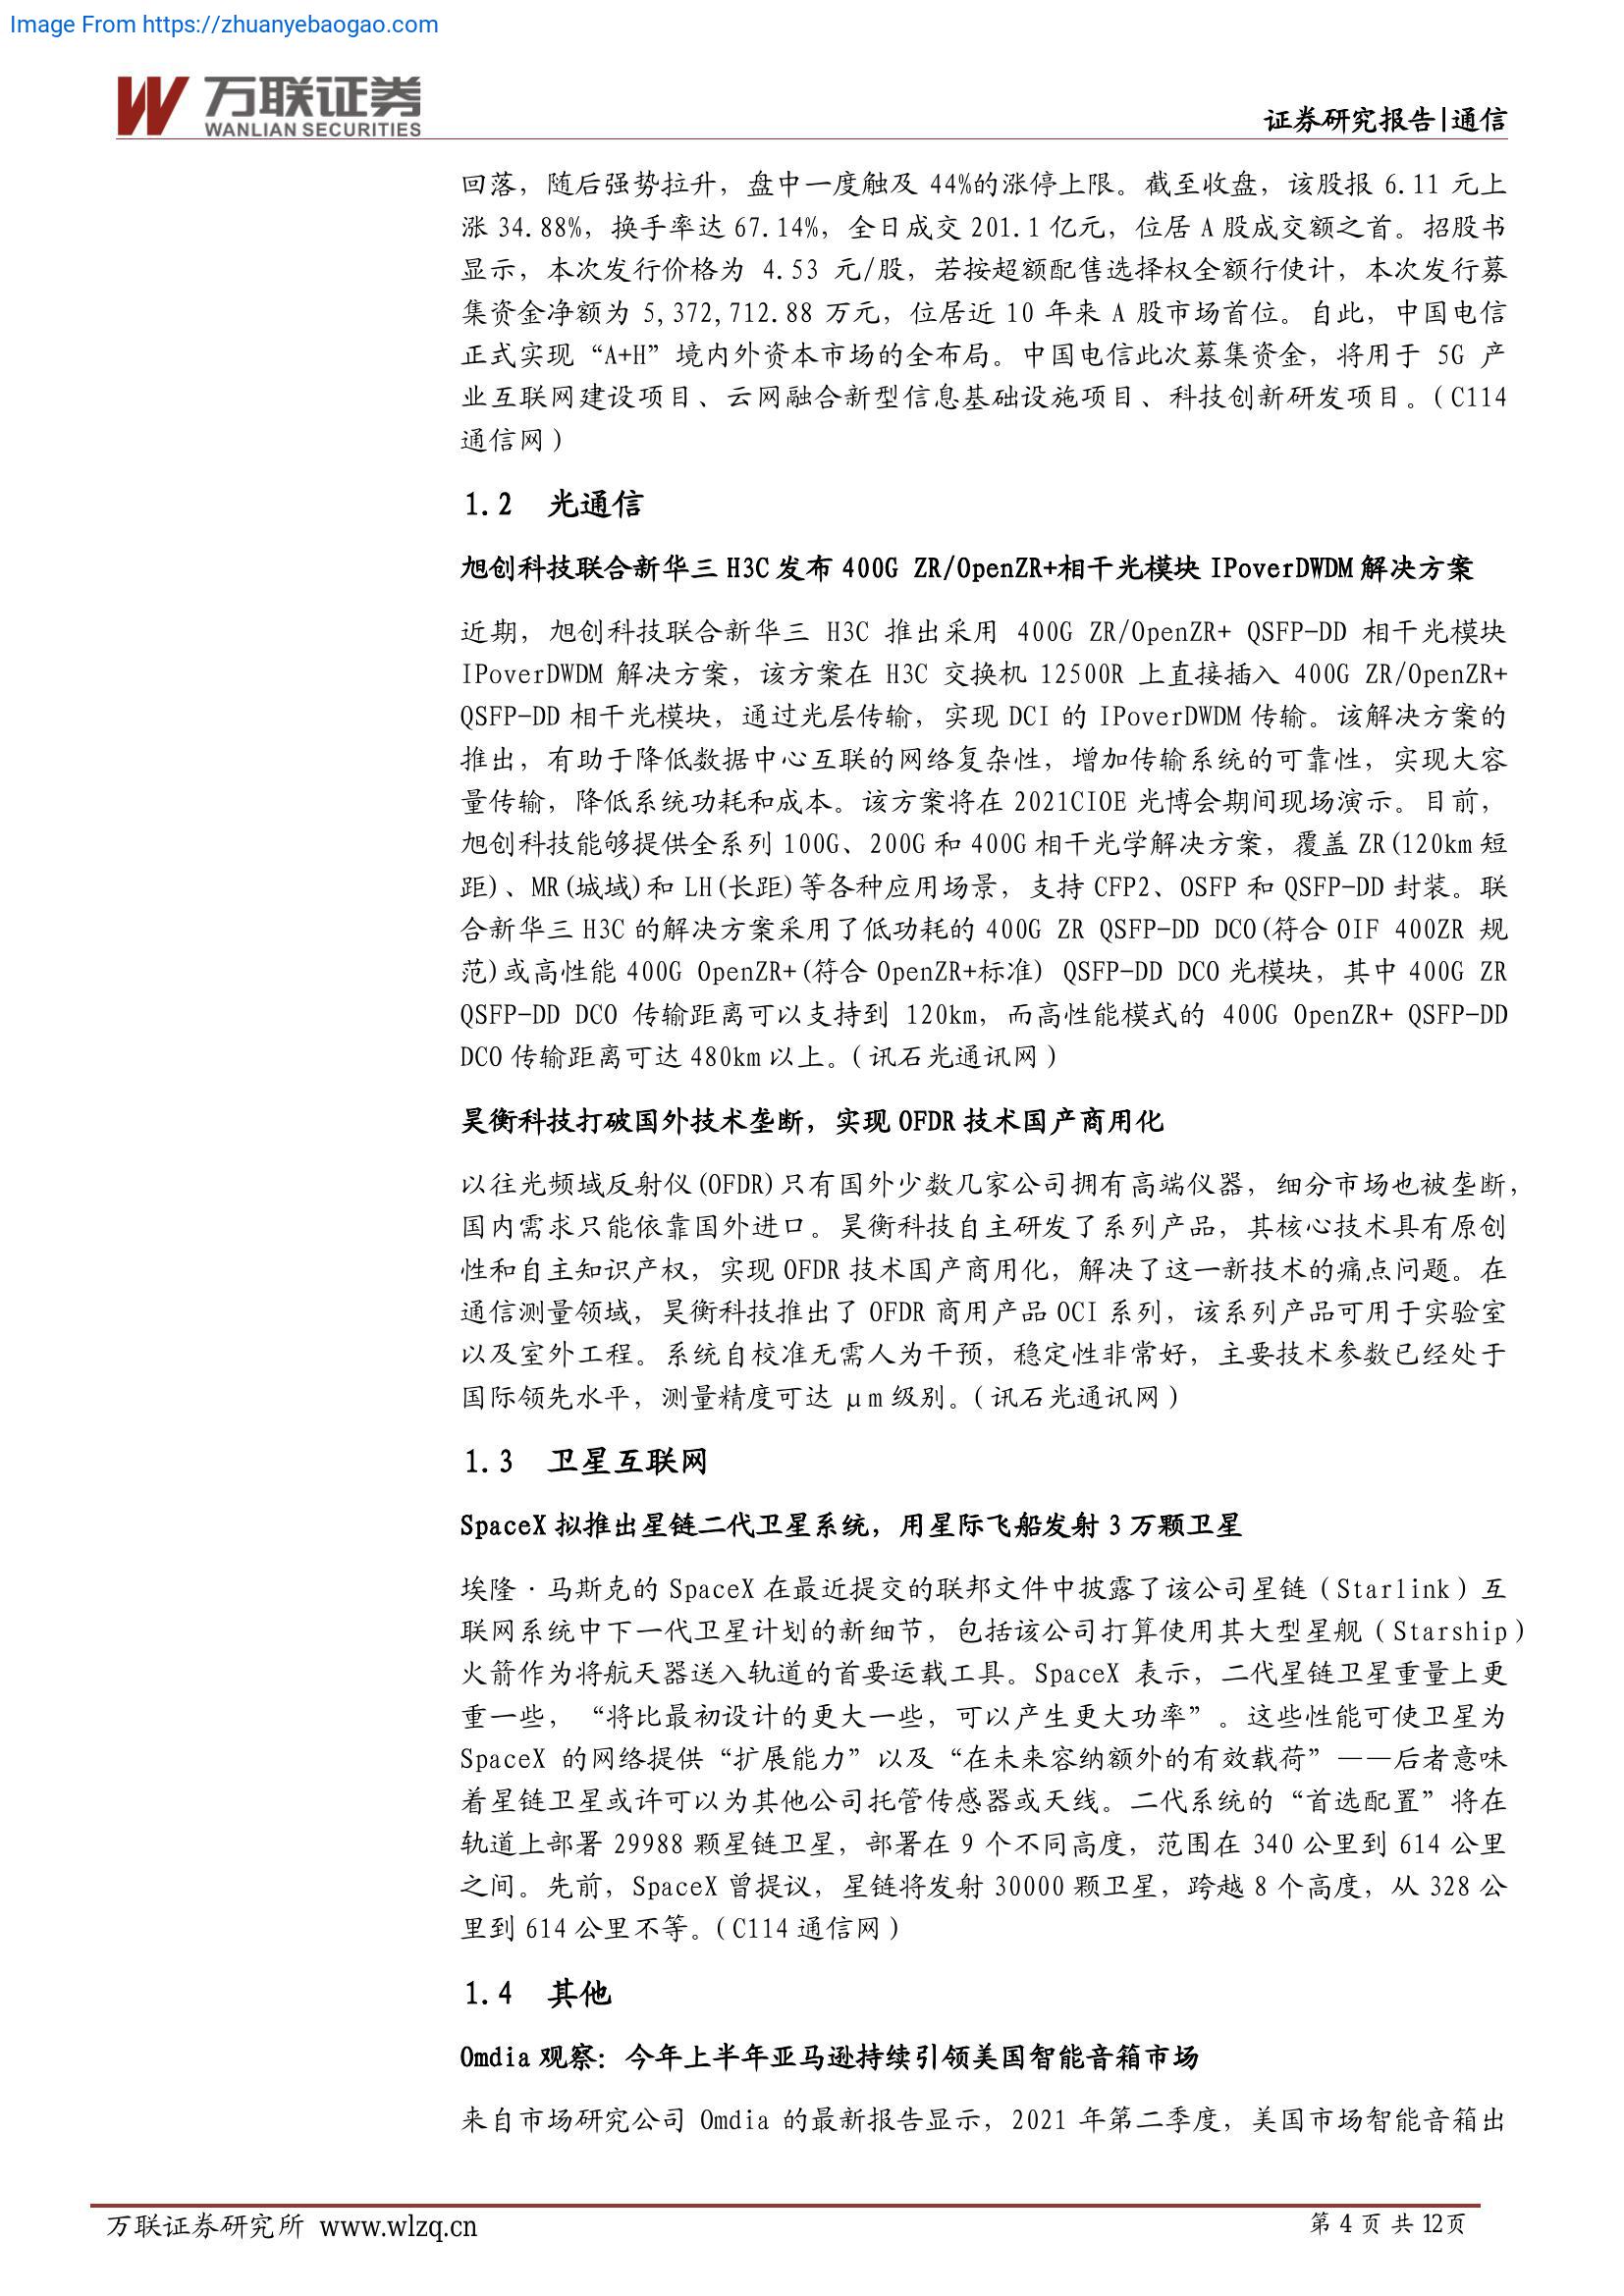 Image From https://zhuanyebaogao.com
万联证券
WANLIAN SECURITIES
证券研究报告|通信
回落，随后强势拉升，盘中一度触及 44%的涨停上限。截至收盘，该股报 6.11 元上
涨 34.88%，换手率达 67.14%，全日成交 201.1 亿元，位居 A 股成交额之首。招股书
显示，本次发行价格为 4.53 元/股，若按超额配售选择权全额行使计，本次发行募
集资金净额为 5,372,712.88 万元，位居近 10 年来 A 股市场首位。自此，中国电信
正式实现“A+H”境内外资本市场的全布局。中国电信此次募集资金，将用于 5G 产
业互联网建设项目、云网融合新型信息基础设施项目、科技创新研发项目。（C114
通信网）
1.2 光通信
旭创科技联合新华三 H3C 发布 400G ZR/OpenZR+相干光模块 IPoverDWDM 解决方案
近期，旭创科技联合新华三 H3C 推出采用 400G ZR/OpenZR+ QSFP-DD 相干光模块
IPoverDWDM 解决方案，该方案在 H3C 交换机 12500R 上直接插入 400G ZR/OpenZR+
QSFP-DD 相干光模块，通过光层传输，实现 DCI 的 IPoverDWDM 传输。该解决方案的
推出，有助于降低数据中心互联的网络复杂性，增加传输系统的可靠性，实现大容
量传输，降低系统功耗和成本。该方案将在 2021CIOE 光博会期间现场演示。目前，
旭创科技能够提供全系列 100G、200G 和 400G 相干光学解决方案，覆盖 ZR(120km 短
距)、MR(城域)和 LH(长距)等各种应用场景，支持 CFP2、OSFP 和 QSFP-DD 封装。联
合新华三 H3C 的解决方案采用了低功耗的 400G ZR QSFP-DD DCO(符合 OIF 400ZR 规
范)或高性能 400G OpenZR+(符合 OpenZR+标准) QSFP-DD DCO 光模块，其中 400G ZR
QSFP-DD DCO 传输距离可以支持到 120km，而高性能模式的 400G OpenZR+ QSFP-DD
DCO 传输距离可达 480km 以上。（讯石光通讯网）
昊衡科技打破国外技术垄断，实现 OFDR 技术国产商用化
以往光频域反射仪(OFDR)只有国外少数几家公司拥有高端仪器，细分市场也被垄断，
国内需求只能依靠国外进口。昊衡科技自主研发了系列产品，其核心技术具有原创
性和自主知识产权，实现 OFDR 技术国产商用化，解决了这一新技术的痛点问题。在
通信测量领域，昊衡科技推出了 OFDR 商用产品 OCI 系列，该系列产品可用于实验室
以及室外工程。系统自校准无需人为干预，稳定性非常好，主要技术参数已经处于
国际领先水平，测量精度可达 μm 级别。（讯石光通讯网）
1.3 卫星互联网
SpaceX 拟推出星链二代卫星系统，用星际飞船发射 3 万颗卫星
埃隆·马斯克的 SpaceX 在最近提交的联邦文件中披露了该公司星链（Starlink）互
联网系统中下一代卫星计划的新细节，包括该公司打算使用其大型星舰（Starship）
火箭作为将航天器送入轨道的首要运载工具。SpaceX 表示，二代星链卫星重量上更
重一些，“将比最初设计的更大一些，可以产生更大功率”。这些性能可使卫星为
SpaceX 的网络提供“扩展能力”以及“在未来容纳额外的有效载荷”——后者意味
着星链卫星或许可以为其他公司托管传感器或天线。二代系统的“首选配置”将在
轨道上部署 29988 颗星链卫星，部署在 9 个不同高度，范围在 340 公里到 614 公里
之间。先前，SpaceX 曾提议，星链将发射 30000 颗卫星，跨越 8 个高度，从 328 公
里到 614 公里不等。（C114 通信网）
1.4 其他
Omdia 观察：今年上半年亚马逊持续引领美国智能音箱市场
来自市场研究公司 Omdia 的最新报告显示，2021 年第二季度，美国市场智能音箱出
万联证券研究所 www.wlzq.cn
第 4 页 共 12页